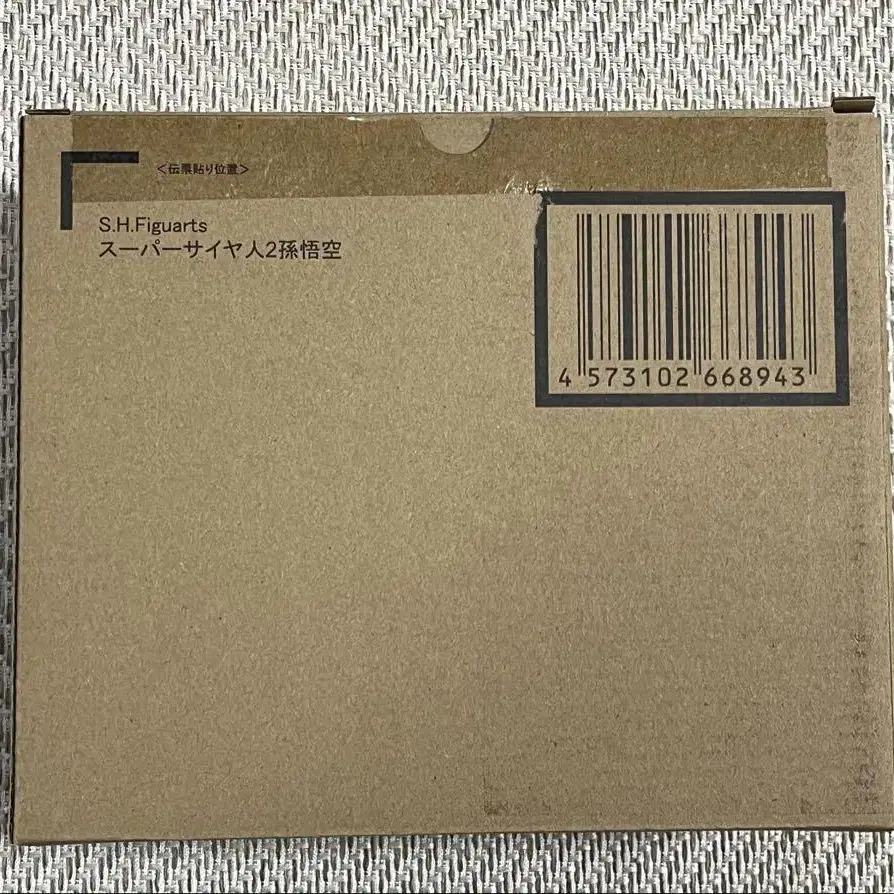 <伝票貼り位置>
S.H.Figuarts
スーパーサイヤ人2孫悟空
4 573102 668943